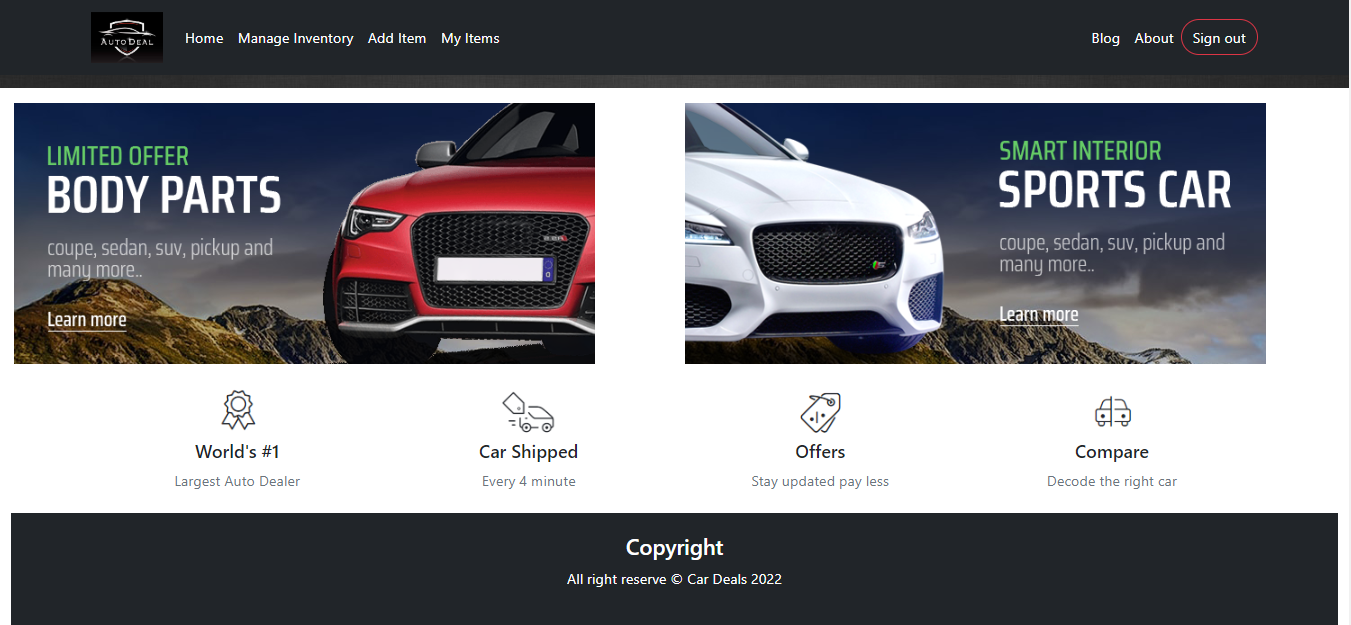 AUTODEAL
Home Manage Inventory Add Item My Items
Blog About Sign out
LIMITED OFFER
BODY PARTS
coupe, sedan, suv, pickup and
many more..
Learn more
SMART INTERIOR
SPORTS CAR
coupe, sedan, suv, pickup and
many more..
Learn more
World's #1
Largest Auto Dealer
Car Shipped
Every 4 minute
Offers
Stay updated pay less
Compare
Decode the right car
Copyright
All right reserve © Car Deals 2022